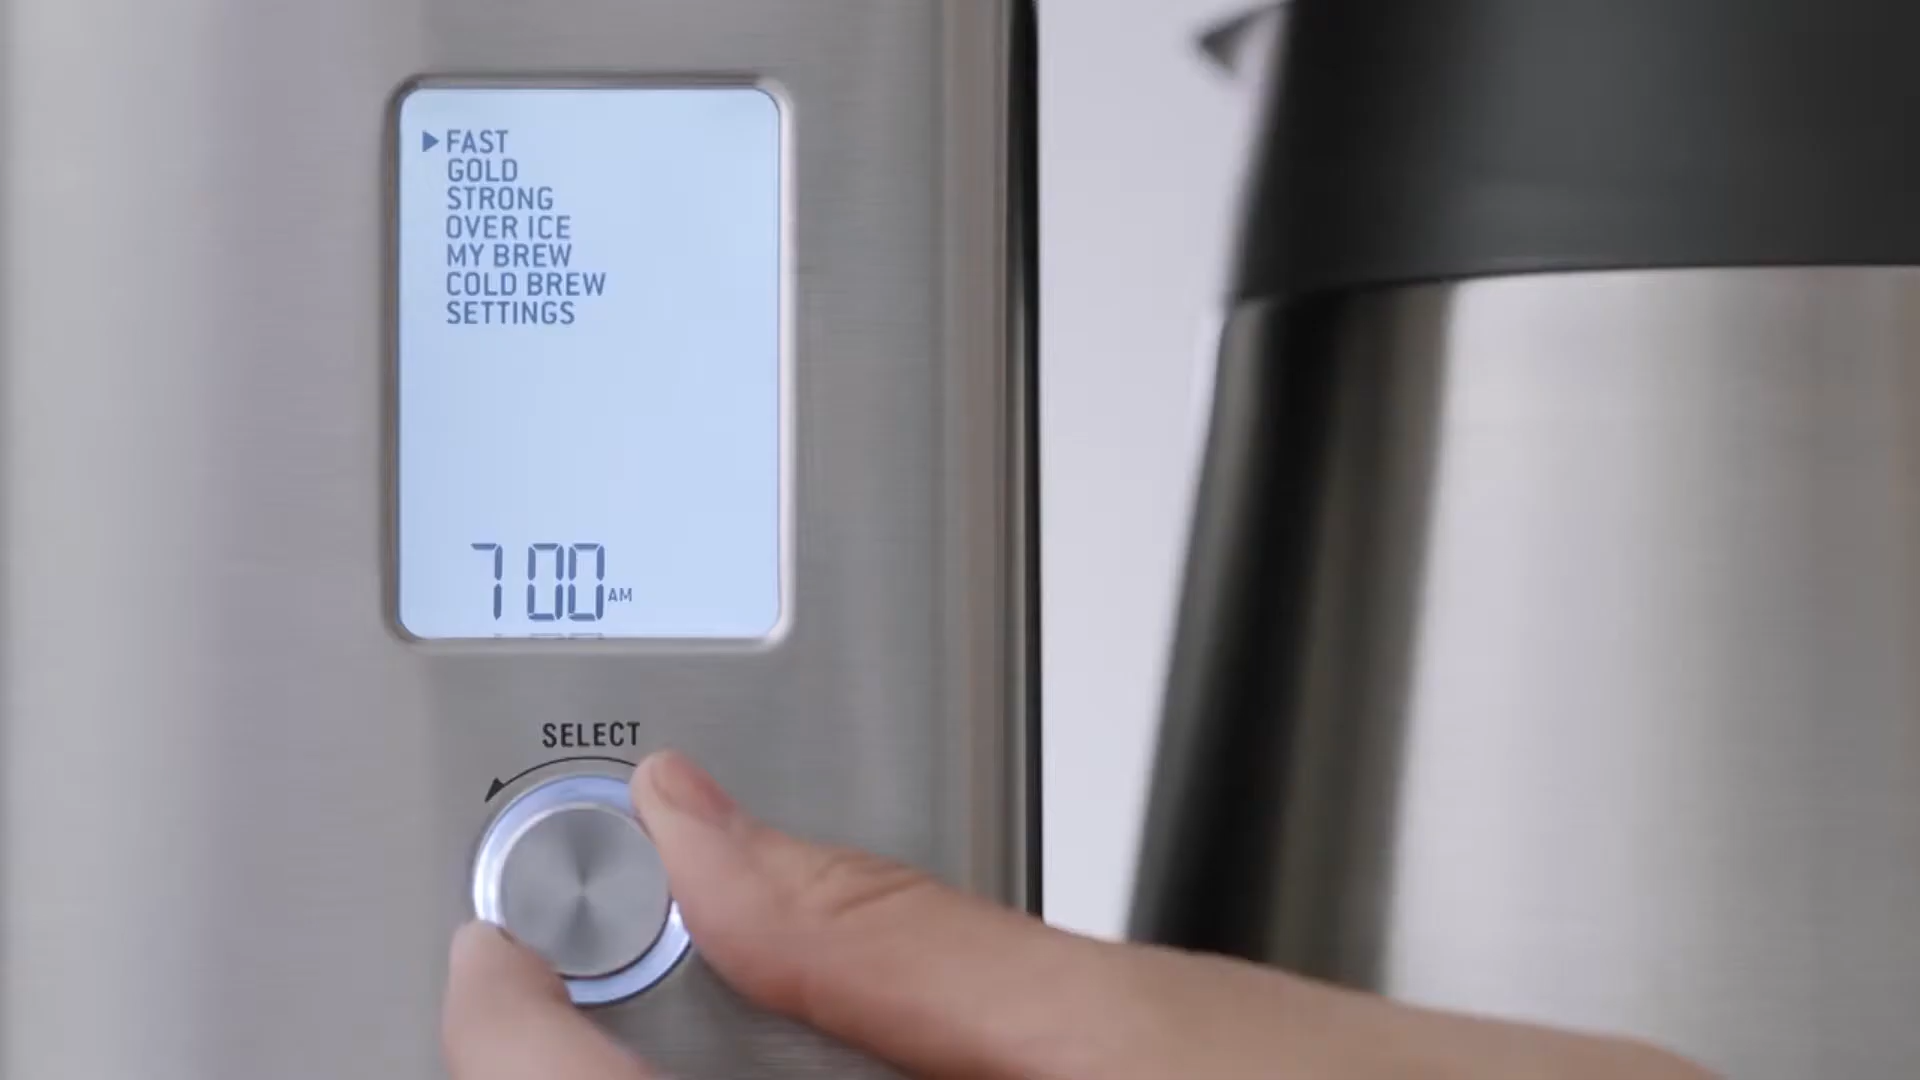 FAST
GOLD
STRONG
OVER ICE
MY BREW
COLD BREW
SETTINGS
7 00 AM
SELECT